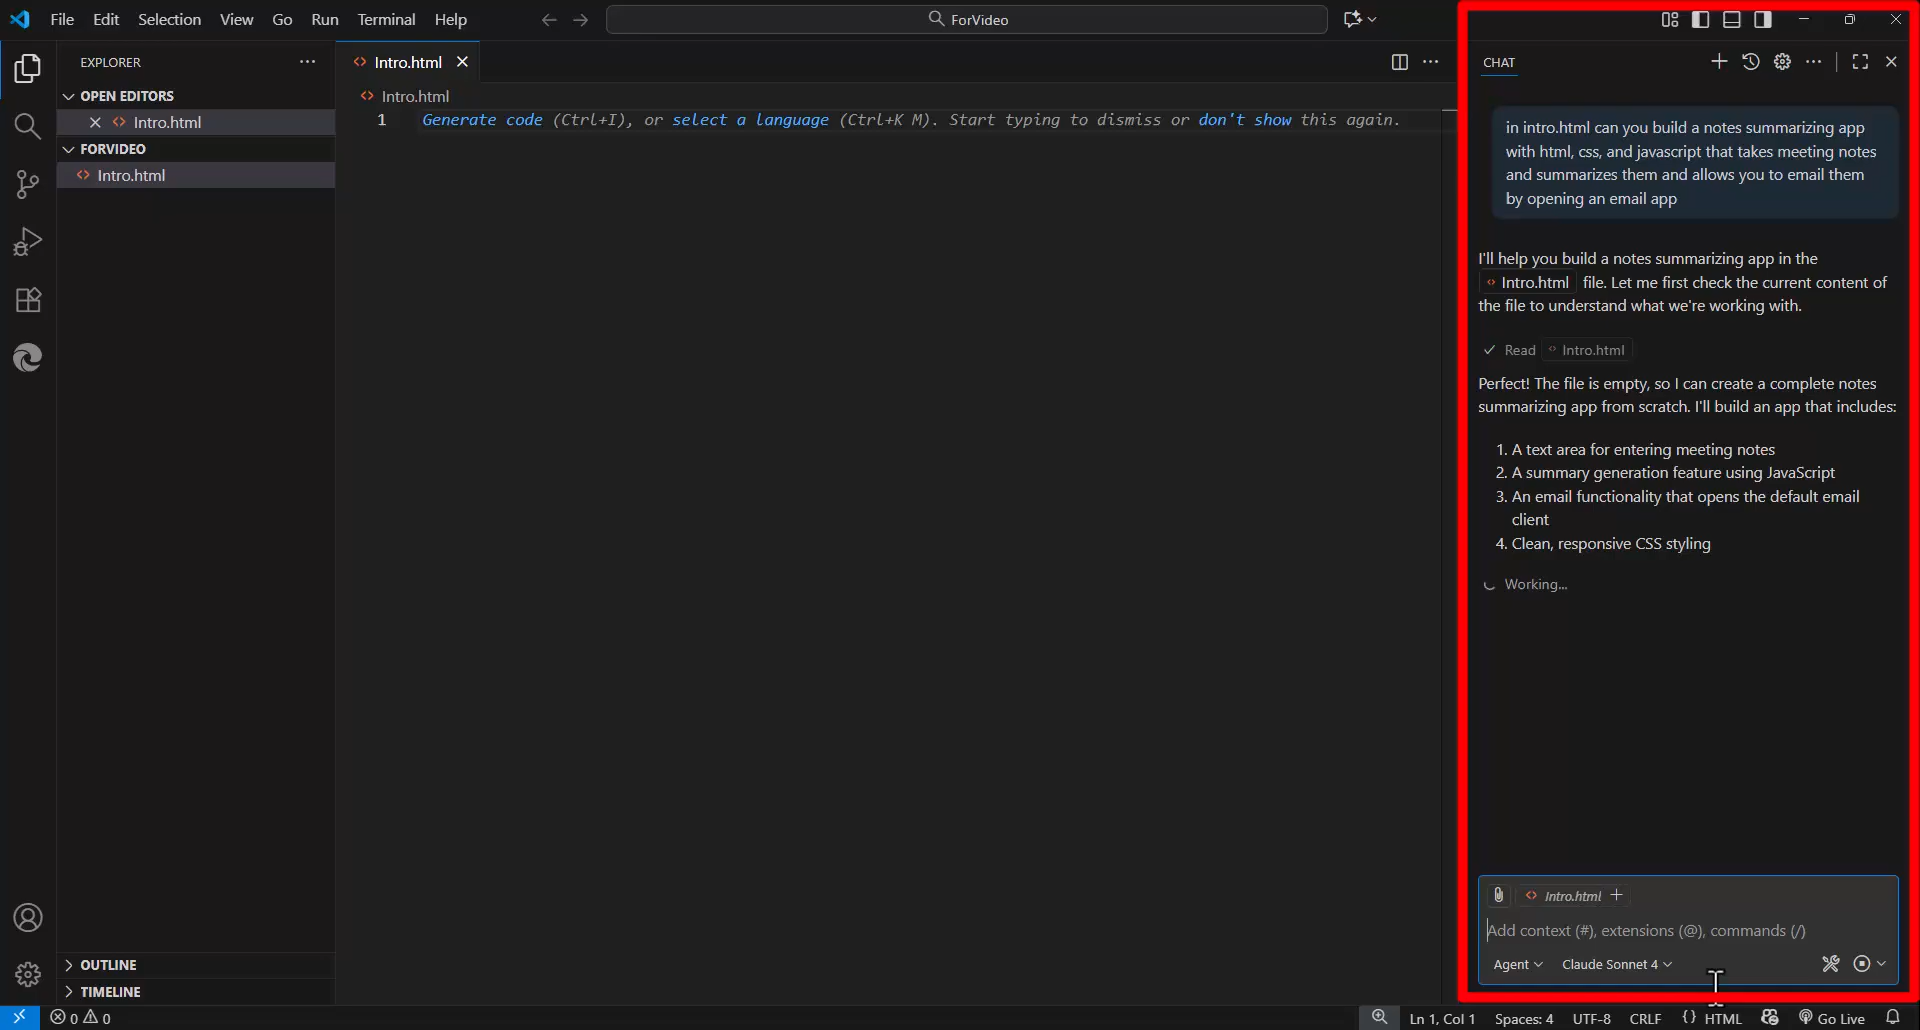 File Edit Selection View Go Run Terminal Help
ForVideo
EXPLORER
OPEN EDITORS
Intro.html
FORVIDEO
Intro.html
OUTLINE
TIMELINE
Intro.html
Intro.html
1 Generate code (Ctrl+I), or select a language (Ctrl+K M). Start typing to dismiss or don't show this again.
CHAT
in intro.html can you build a notes summarizing app
with html, css, and javascript that takes meeting notes
and summarizes them and allows you to email them
by opening an email app
I'll help you build a notes summarizing app in the
Intro.html file. Let me first check the current content of
the file to understand what we're working with.
Read Intro.html
Perfect! The file is empty, so I can create a complete notes
summarizing app from scratch. I'll build an app that includes:
1. A text area for entering meeting notes
2. A summary generation feature using JavaScript
3. An email functionality that opens the default email
client
4. Clean, responsive CSS styling
Working...
Intro.html
Add context (#), extensions (@), commands (/)
Agent Claude Sonnet 4
0 0
Ln 1, Col 1 Spaces: 4 UTF-8 CRLF {} HTML Go Live